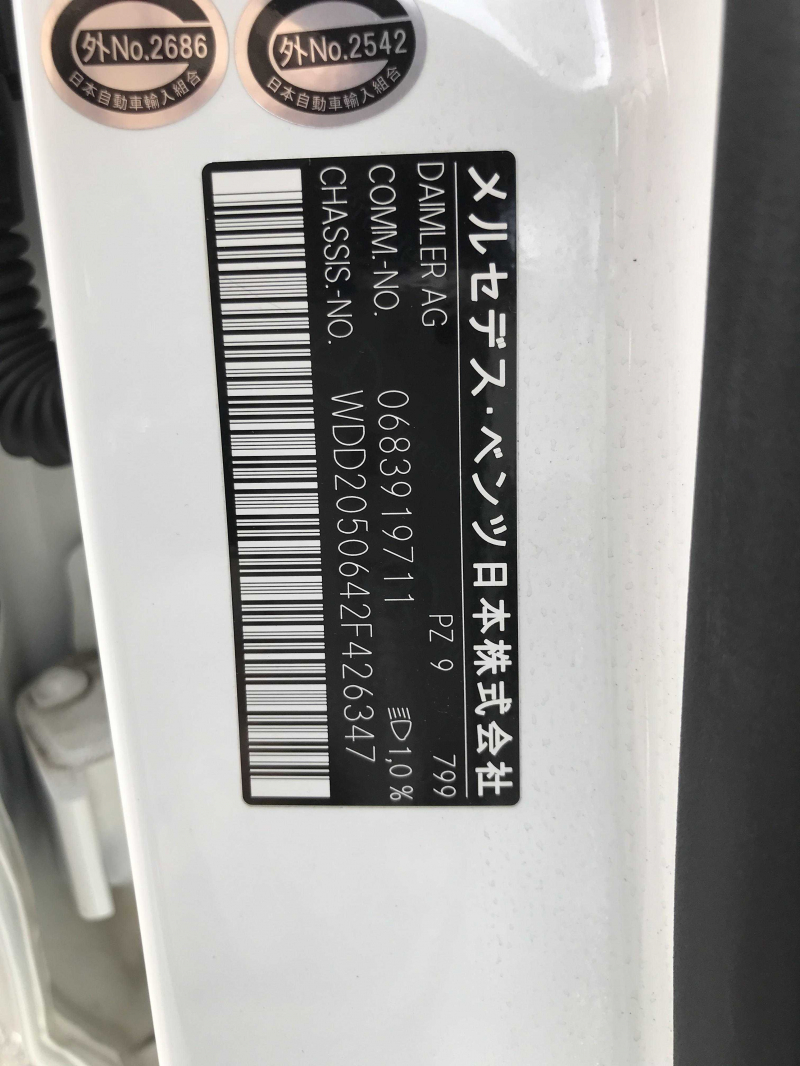 外No.2686
日本自動車輸入組合
外No.2542
日本自動車輸入組合
メルセデス・ベンツ日本株式会社
DAIMLER AG PZ 9 799
COMM.-NO. 0683919711 1,0 %
CHASSIS.-NO. WDD2050642F426347